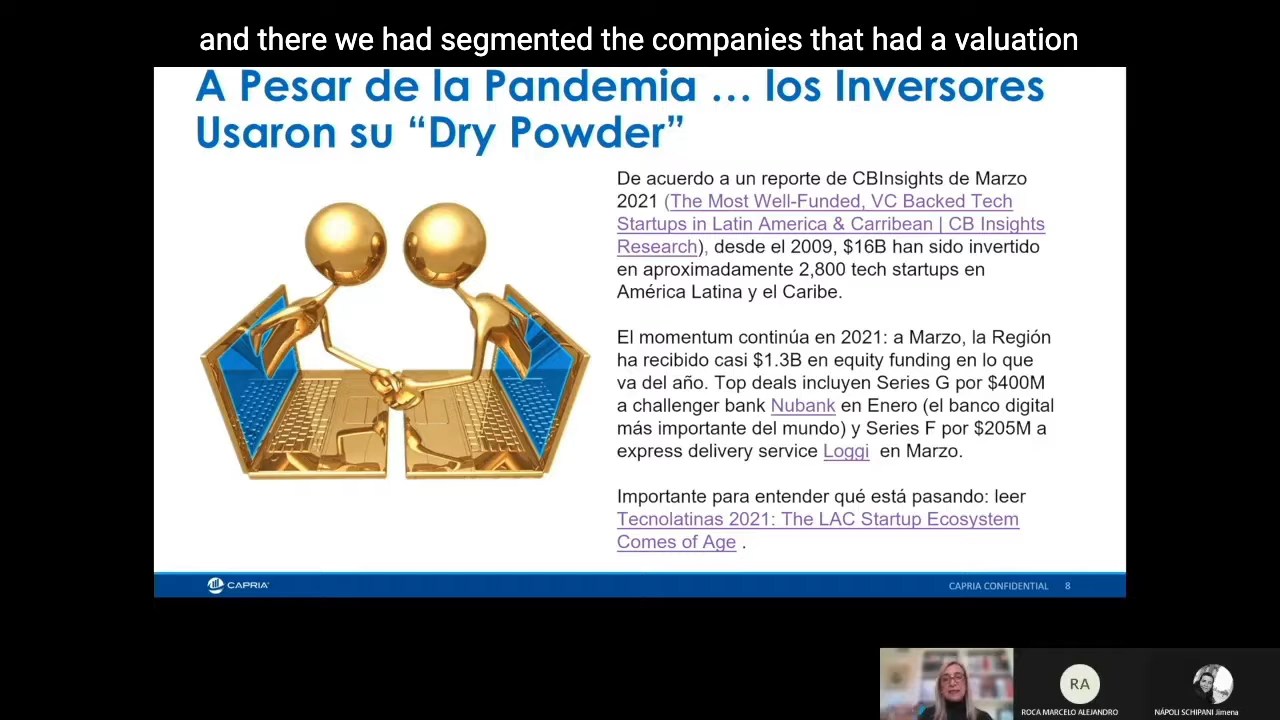 and there we had segmented the companies that had a valuation
A Pesar de la Pandemia … los Inversores
Usaron su “Dry Powder”
De acuerdo a un reporte de CBInsights de Marzo
2021 (The Most Well-Funded, VC Backed Tech
Startups in Latin America & Carribean | CB Insights
Research), desde el 2009, $16B han sido invertido
en aproximadamente 2,800 tech startups en
América Latina y el Caribe.
El momentum continúa en 2021: a Marzo, la Región
ha recibido casi $1.3B en equity funding en lo que
va del año. Top deals incluyen Series G por $400M
a challenger bank Nubank en Enero (el banco digital
más importante del mundo) y Series F por $205M a
express delivery service Loggi en Marzo.
Importante para entender qué está pasando: leer
Tecnolatinas 2021: The LAC Startup Ecosystem
Comes of Age .
CAPRIA
CAPRIA CONFIDENTIAL 8
RA
ROCA MARCELO ALEJANDRO
NÁPOLI SCHIPANI Jimena